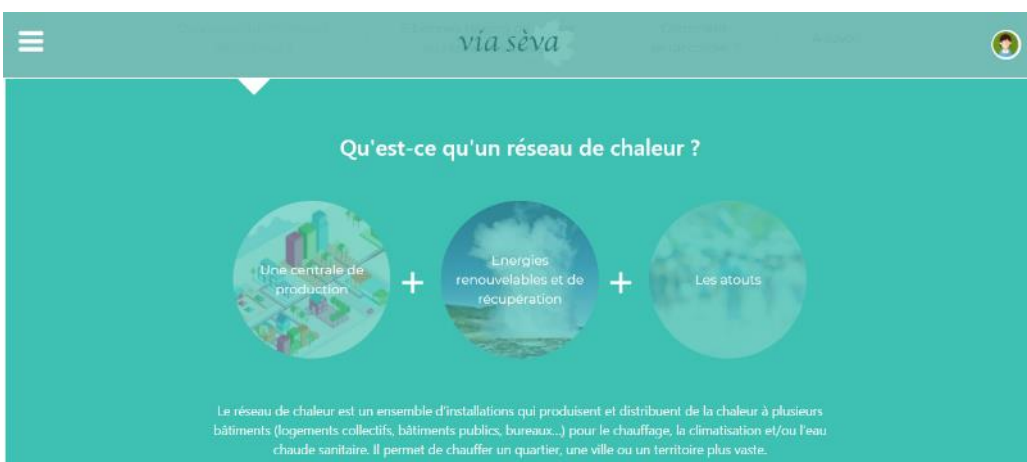 via sèva
Qu'est-ce qu'un réseau de chaleur ?
Une centrale de
production
+
Energies
renouvelables et de
récupération
+
Les atouts
Le réseau de chaleur est un ensemble d'installations qui produisent et distribuent de la chaleur à plusieurs
bâtiments (logements collectifs, bâtiments publics, bureaux...) pour le chauffage, la climatisation et/ou l'eau
chaude sanitaire. Il permet de chauffer un quartier, une ville ou un territoire plus vaste.